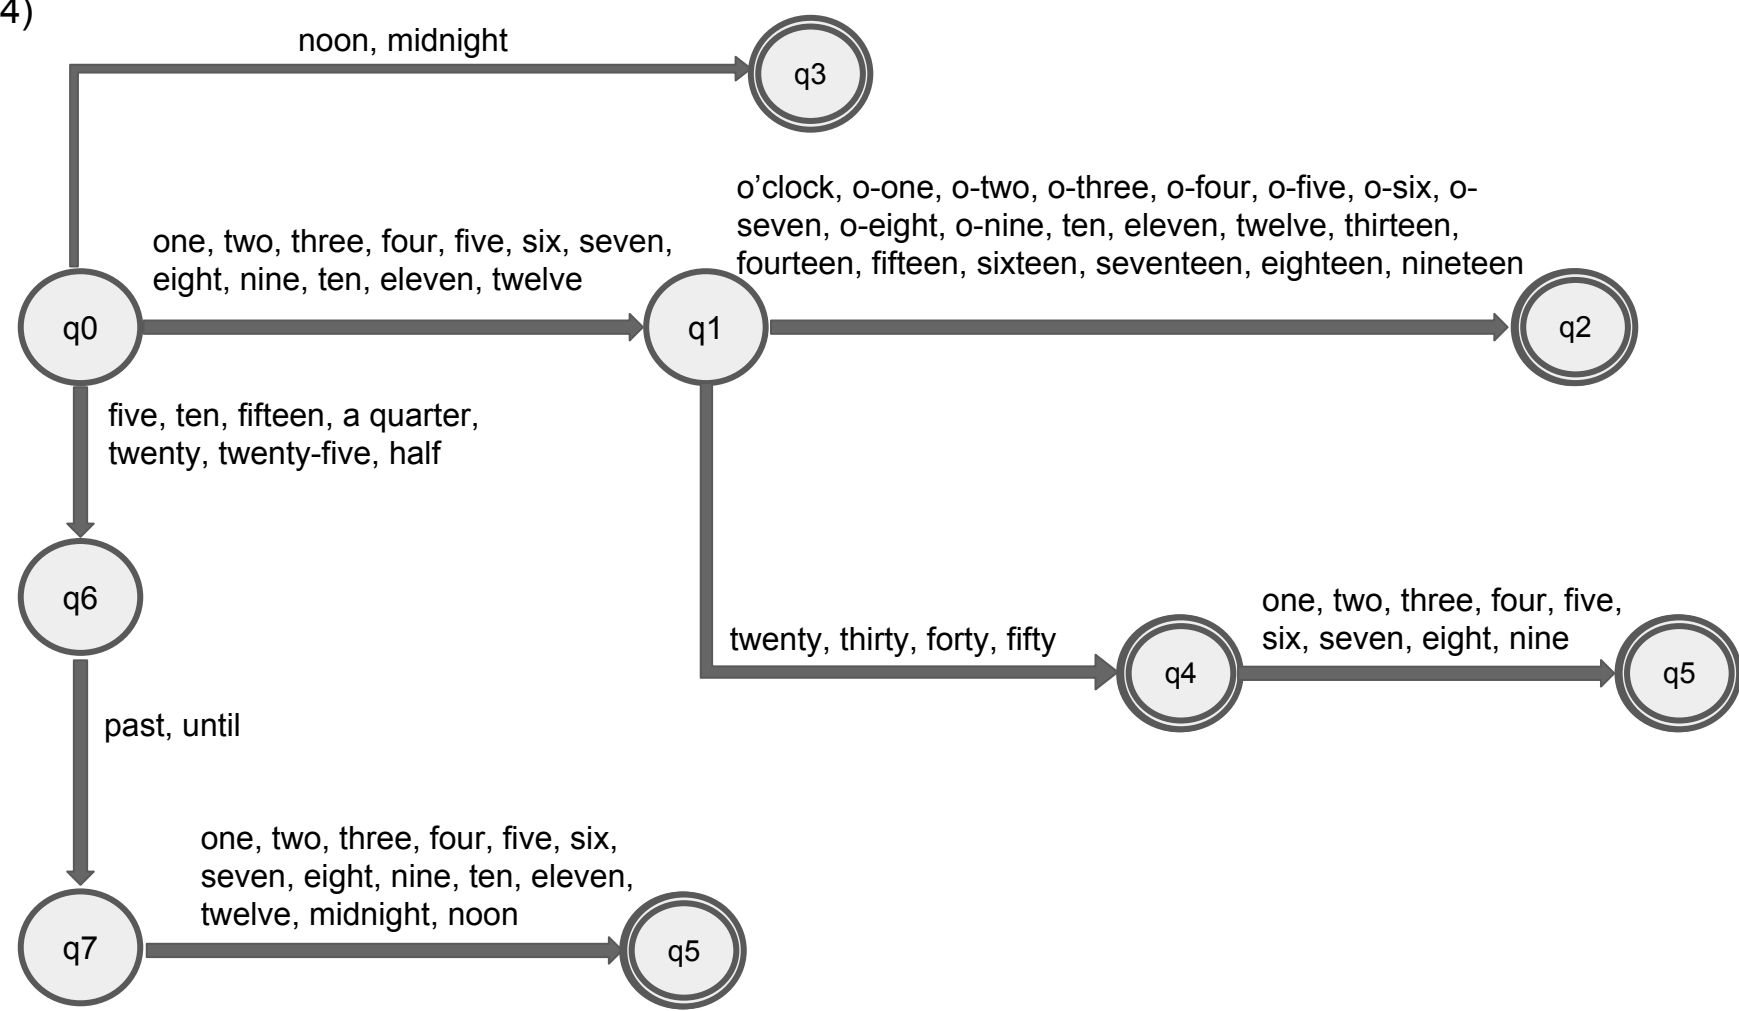 4)
noon, midnight
q3
o’clock, o-one, o-two, o-three, o-four, o-five, o-six, o-
seven, o-eight, o-nine, ten, eleven, twelve, thirteen,
fourteen, fifteen, sixteen, seventeen, eighteen, nineteen
one, two, three, four, five, six, seven,
eight, nine, ten, eleven, twelve
q0
q1
q2
five, ten, fifteen, a quarter,
twenty, twenty-five, half
q6
twenty, thirty, forty, fifty
q4
one, two, three, four, five,
six, seven, eight, nine
q5
past, until
one, two, three, four, five, six,
seven, eight, nine, ten, eleven,
twelve, midnight, noon
q7
q5